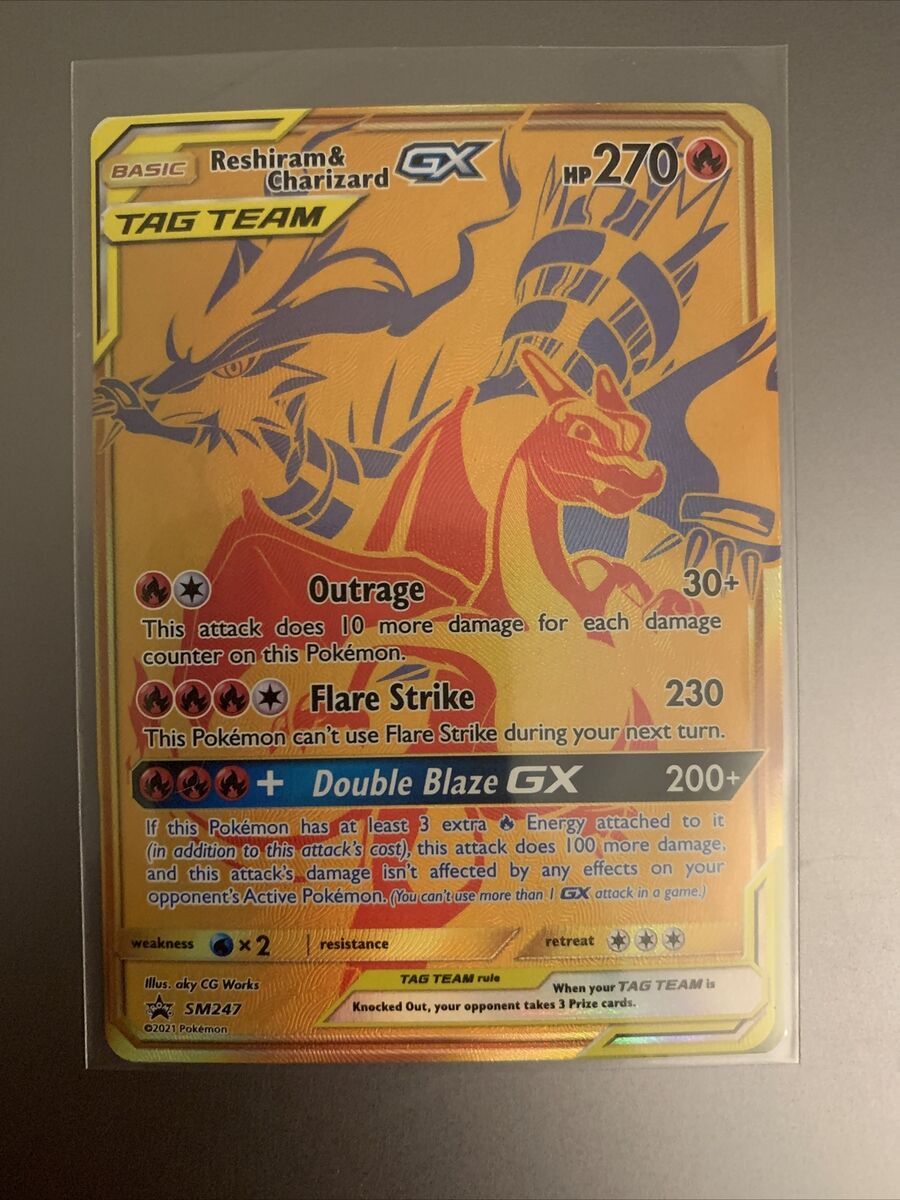 BASIC
Reshiram&
Charizard GX
HP 270
TAG TEAM
Outrage 30+
This attack does 10 more damage for each damage
counter on this Pokémon.
Flare Strike 230
This Pokémon can't use Flare Strike during your next turn.
+ Double Blaze GX 200+
If this Pokémon has at least 3 extra Energy attached to it
(in addition to this attack's cost), this attack does 100 more damage,
and this attack's damage isn't affected by any effects on your
opponent's Active Pokémon. (You can't use more than 1 GX attack in a game.)
weakness ×2 resistance retreat
Illus. aky CG Works
TAG TEAM rule
When your TAG TEAM is
Knocked Out, your opponent takes 3 Prize cards.
PROMO SM247
©2021 Pokémon